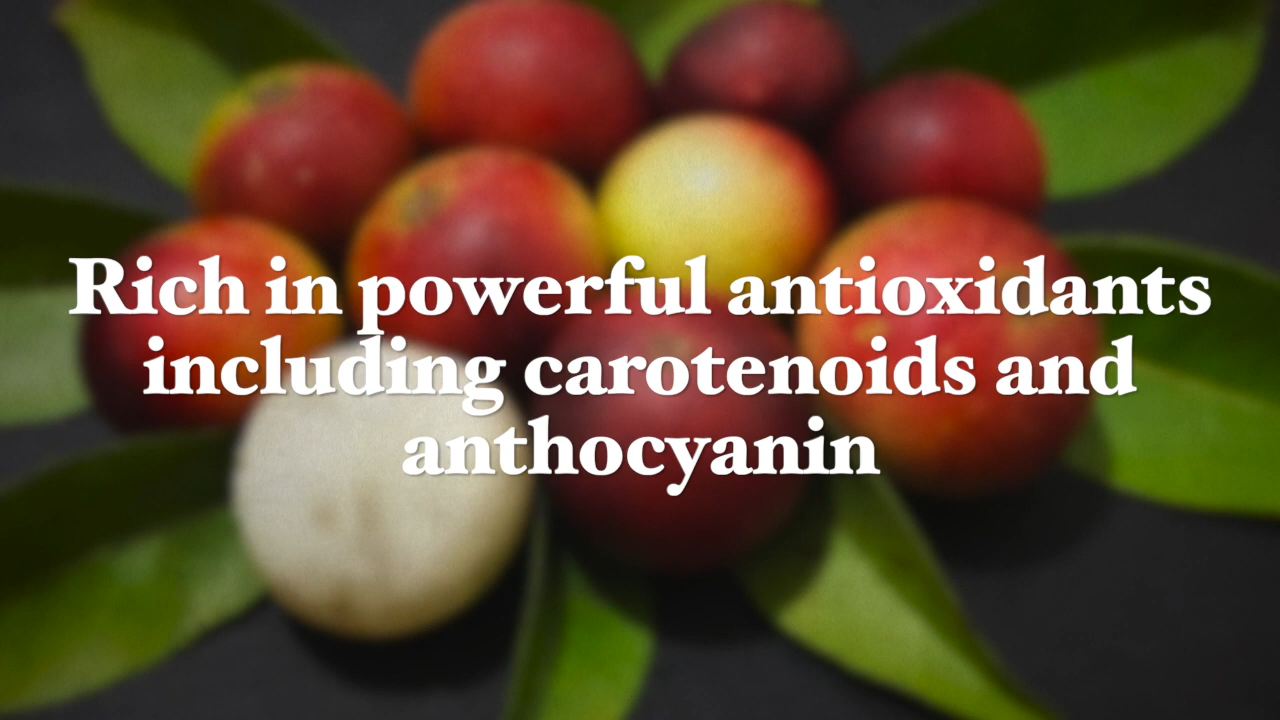 Rich in powerful antioxidants
including carotenoids and
anthocyanin